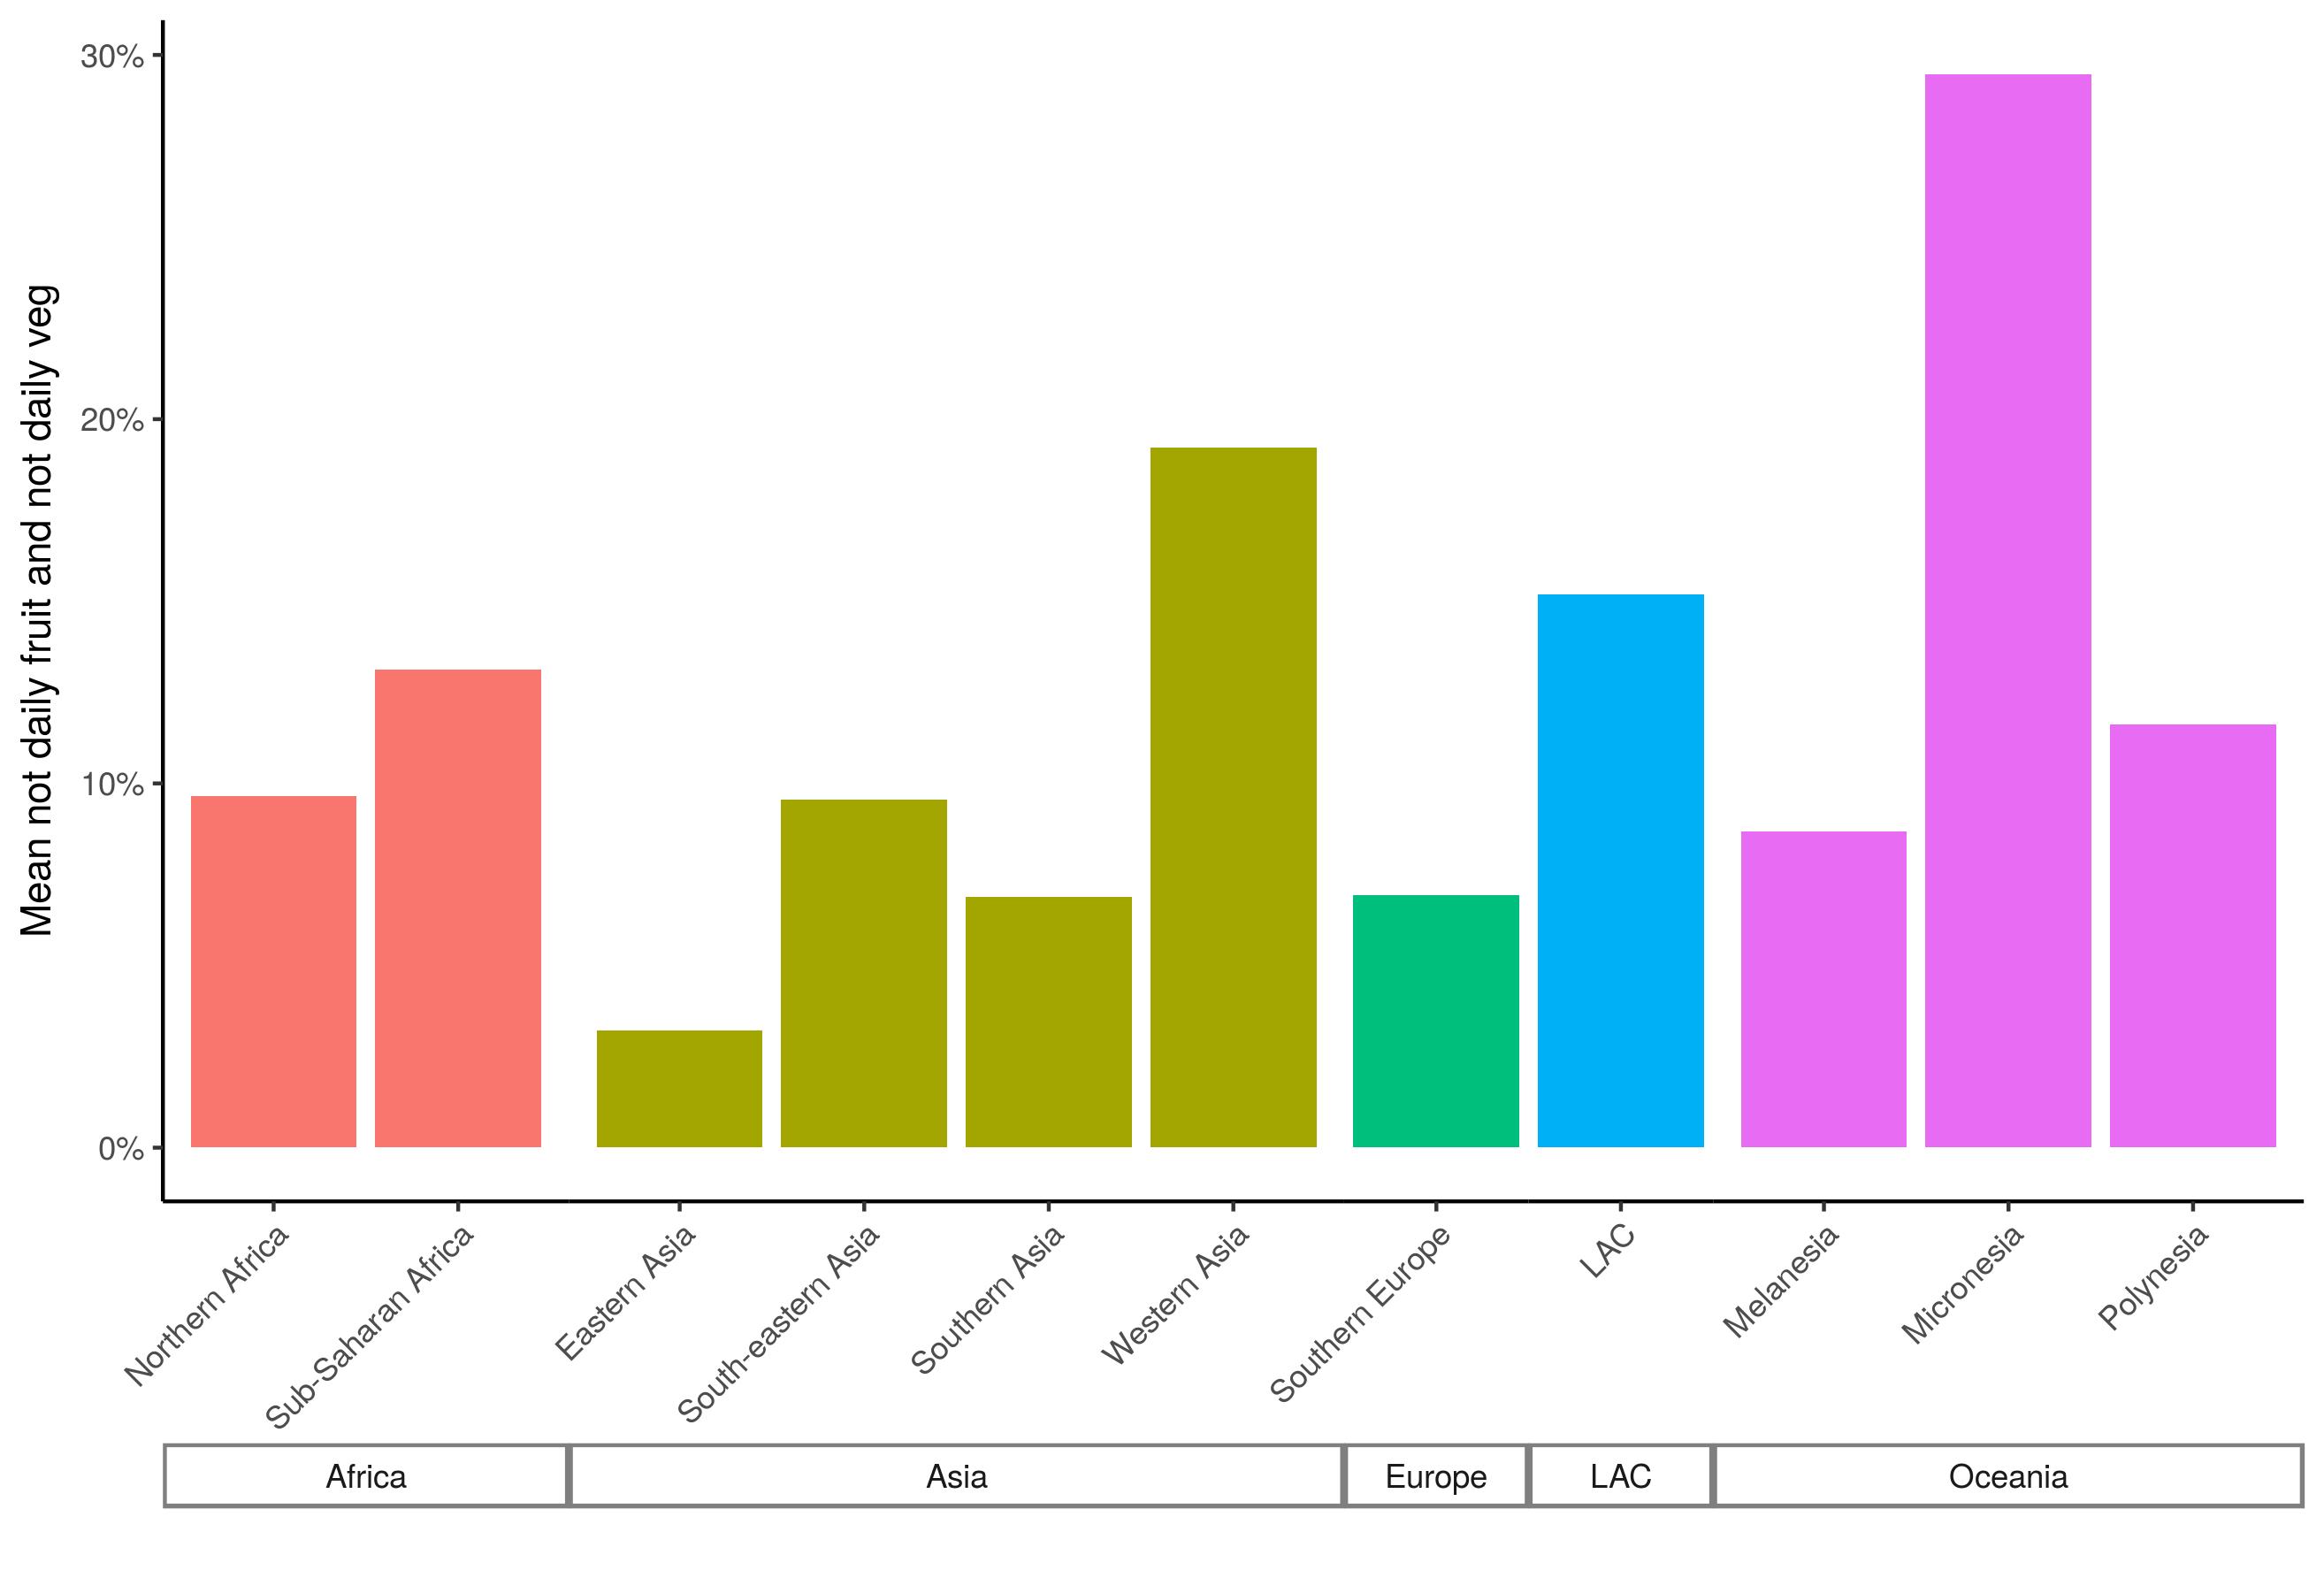 Mean not daily fruit and not daily veg
30%
20%
10%
0%
Northern Africa
Sub-Saharan Africa
Eastern Asia
South-eastern Asia
Southern Asia
Western Asia
Southern Europe
LAC
Melanesia
Micronesia
Polynesia
Africa
Asia
Europe
LAC
Oceania